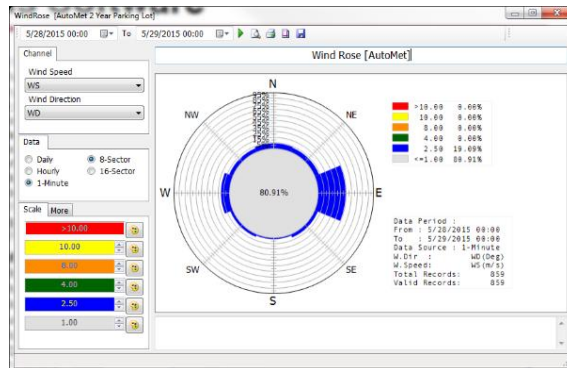 WindRose [AutoMet 2 Year Parking Lot]
5/28/2015 00:00 To 5/29/2015 00:00
Channel
Wind Speed
WS
Wind Direction
WD
Data
Daily
8-Sector
Hourly
16-Sector
1-Minute
Scale More
>10.00
10.00
8.00
4.00
2.50
1.00
Wind Rose [AutoMet]
N
NE
E
SE
S
SW
W
NW
80.91%
>10.00 0.00%
10.00 0.00%
8.00 0.00%
4.00 0.00%
2.50 19.09%
<=1.00 80.91%
Data Period :
From : 5/28/2015 00:00
To : 5/29/2015 00:00
Data Source : 1-Minute
W.Dir : WD(Deg)
W.Speed: WS(m/s)
Total Records: 859
Valid Records: 859